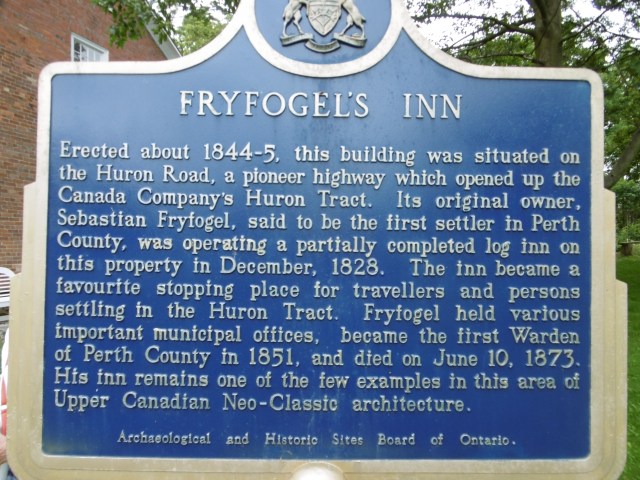 FRYFOGEL'S INN
Erected about 1844-5, this building was situated on
the Huron Road, a pioneer highway which opened up the
Canada Company's Huron Tract. Its original owner,
Sebastian Fryfogel, said to be the first settler in Perth
County, was operating a partially completed log inn on
this property in December, 1828. The inn became a
favourite stopping place for travellers and persons
settling in the Huron Tract. Fryfogel held various
important municipal offices, became the first Warden
of Perth County in 1851, and died on June 10, 1873.
His inn remains one of the few examples in this area of
Upper Canadian Neo-Classic architecture.
Archaeological and Historic Sites Board of Ontario.